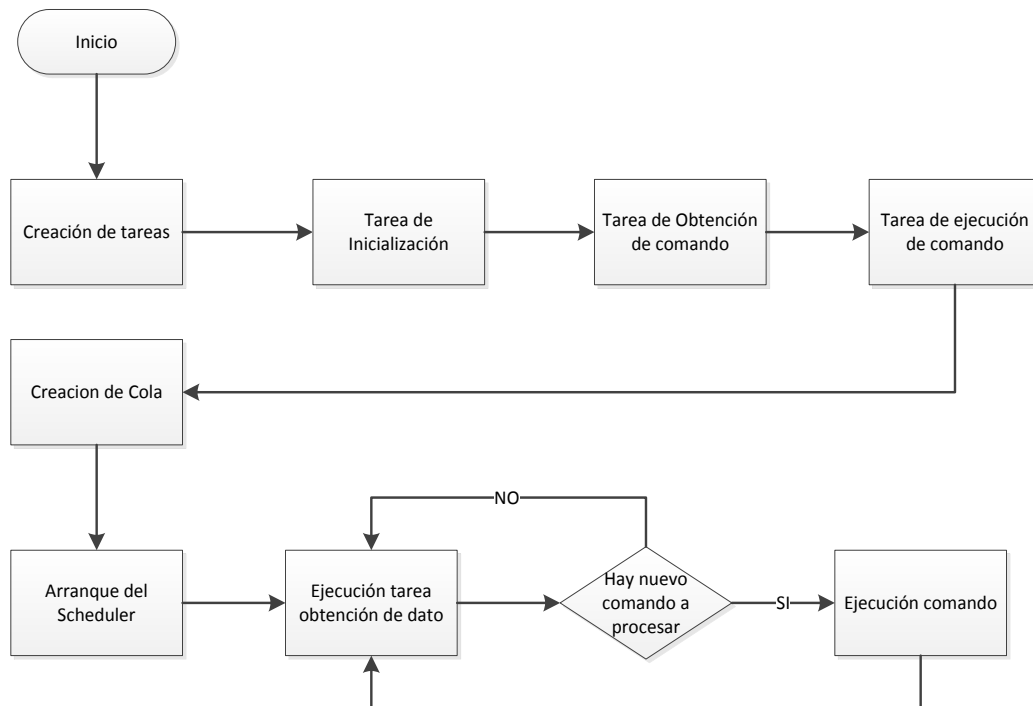 Inicio
Creación de tareas
Tarea de
Inicialización
Tarea de Obtención
de comando
Tarea de ejecución
de comando
Creacion de Cola
NO
Arranque del
Scheduler
Ejecución tarea
obtención de dato
Hay nuevo
comando a
procesar
SI
Ejecución comando